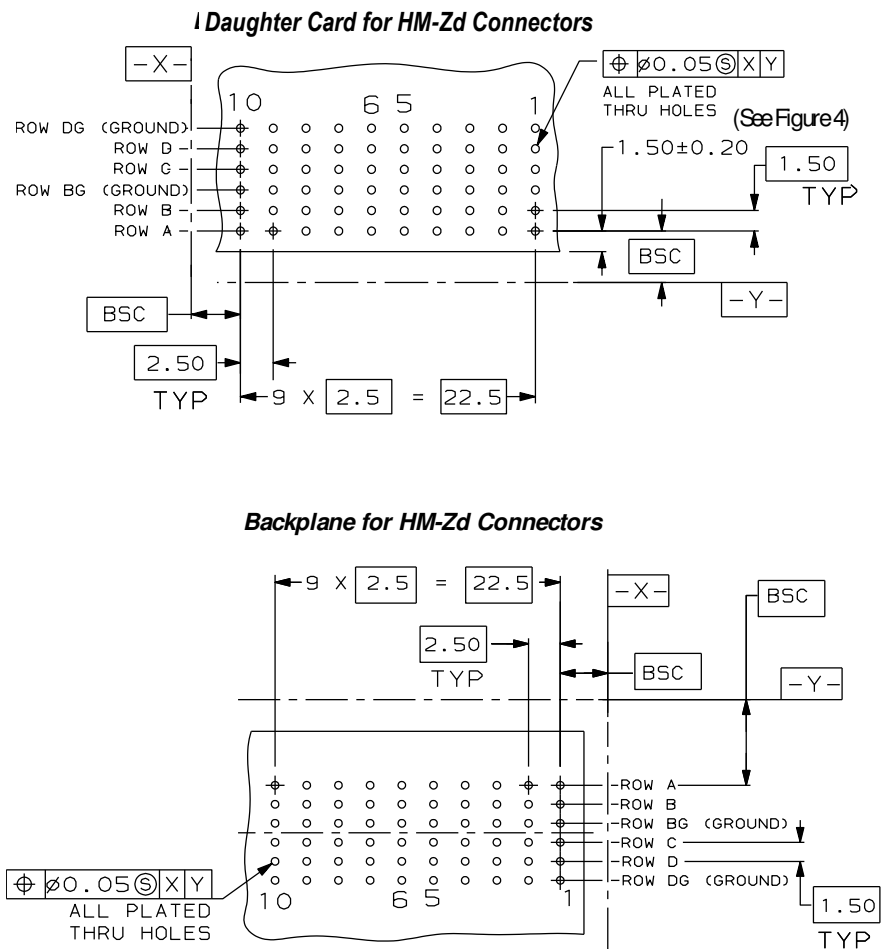 Daughter Card for HM-Zd Connectors
-X-
⌖ ⌀0.05Ⓢ X Y
ALL PLATED
THRU HOLES
(See Figure 4)
10 6 5 1
ROW DG (GROUND)
ROW D
ROW C
ROW BG (GROUND)
ROW B
ROW A
1.50±0.20
1.50
TYP
BSC
-Y-
BSC
2.50
TYP
9 X 2.5 = 22.5
Backplane for HM-Zd Connectors
9 X 2.5 = 22.5
-X-
BSC
2.50
TYP
BSC
-Y-
ROW A
ROW B
ROW BG (GROUND)
ROW C
ROW D
ROW DG (GROUND)
⌖ ⌀0.05Ⓢ X Y
ALL PLATED
THRU HOLES
10 6 5 1
1.50
TYP